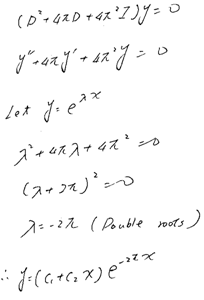 (D²+4πD+4π²I)y=0
y''+4πy'+4π²y=0
Let y=e^λx
λ²+4πλ+4π²=0
(λ+2π)²=0
λ=-2π (Double roots)
∴ y=(C₁+C₂x)e^-2πx